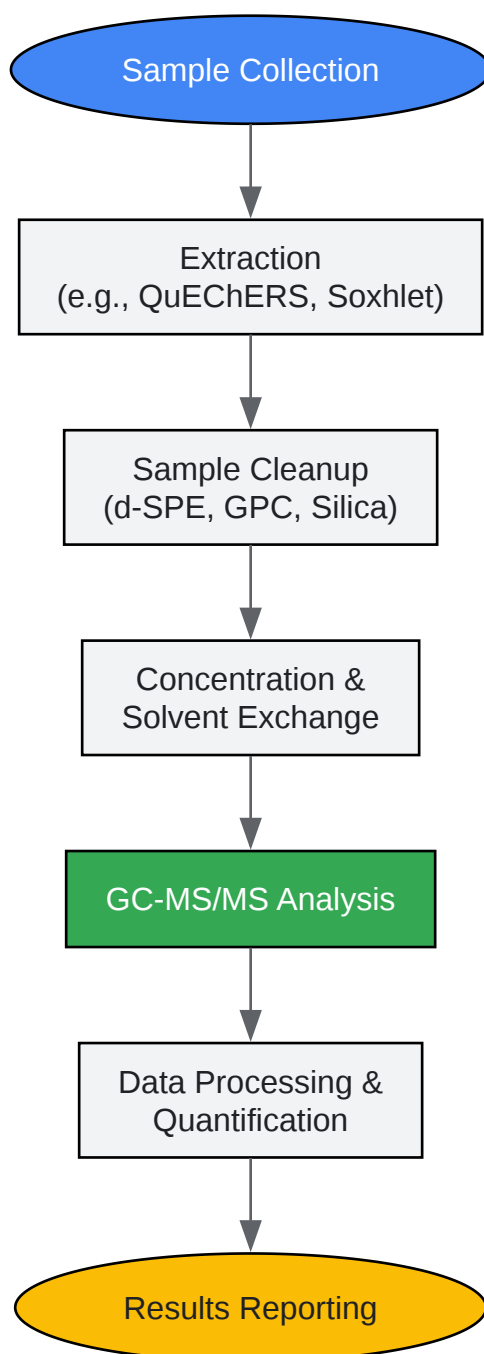 Sample Collection
Extraction
(e.g., QuEChERS, Soxhlet)
Sample Cleanup
(d-SPE, GPC, Silica)
Concentration &
Solvent Exchange
GC-MS/MS Analysis
Data Processing &
Quantification
Results Reporting